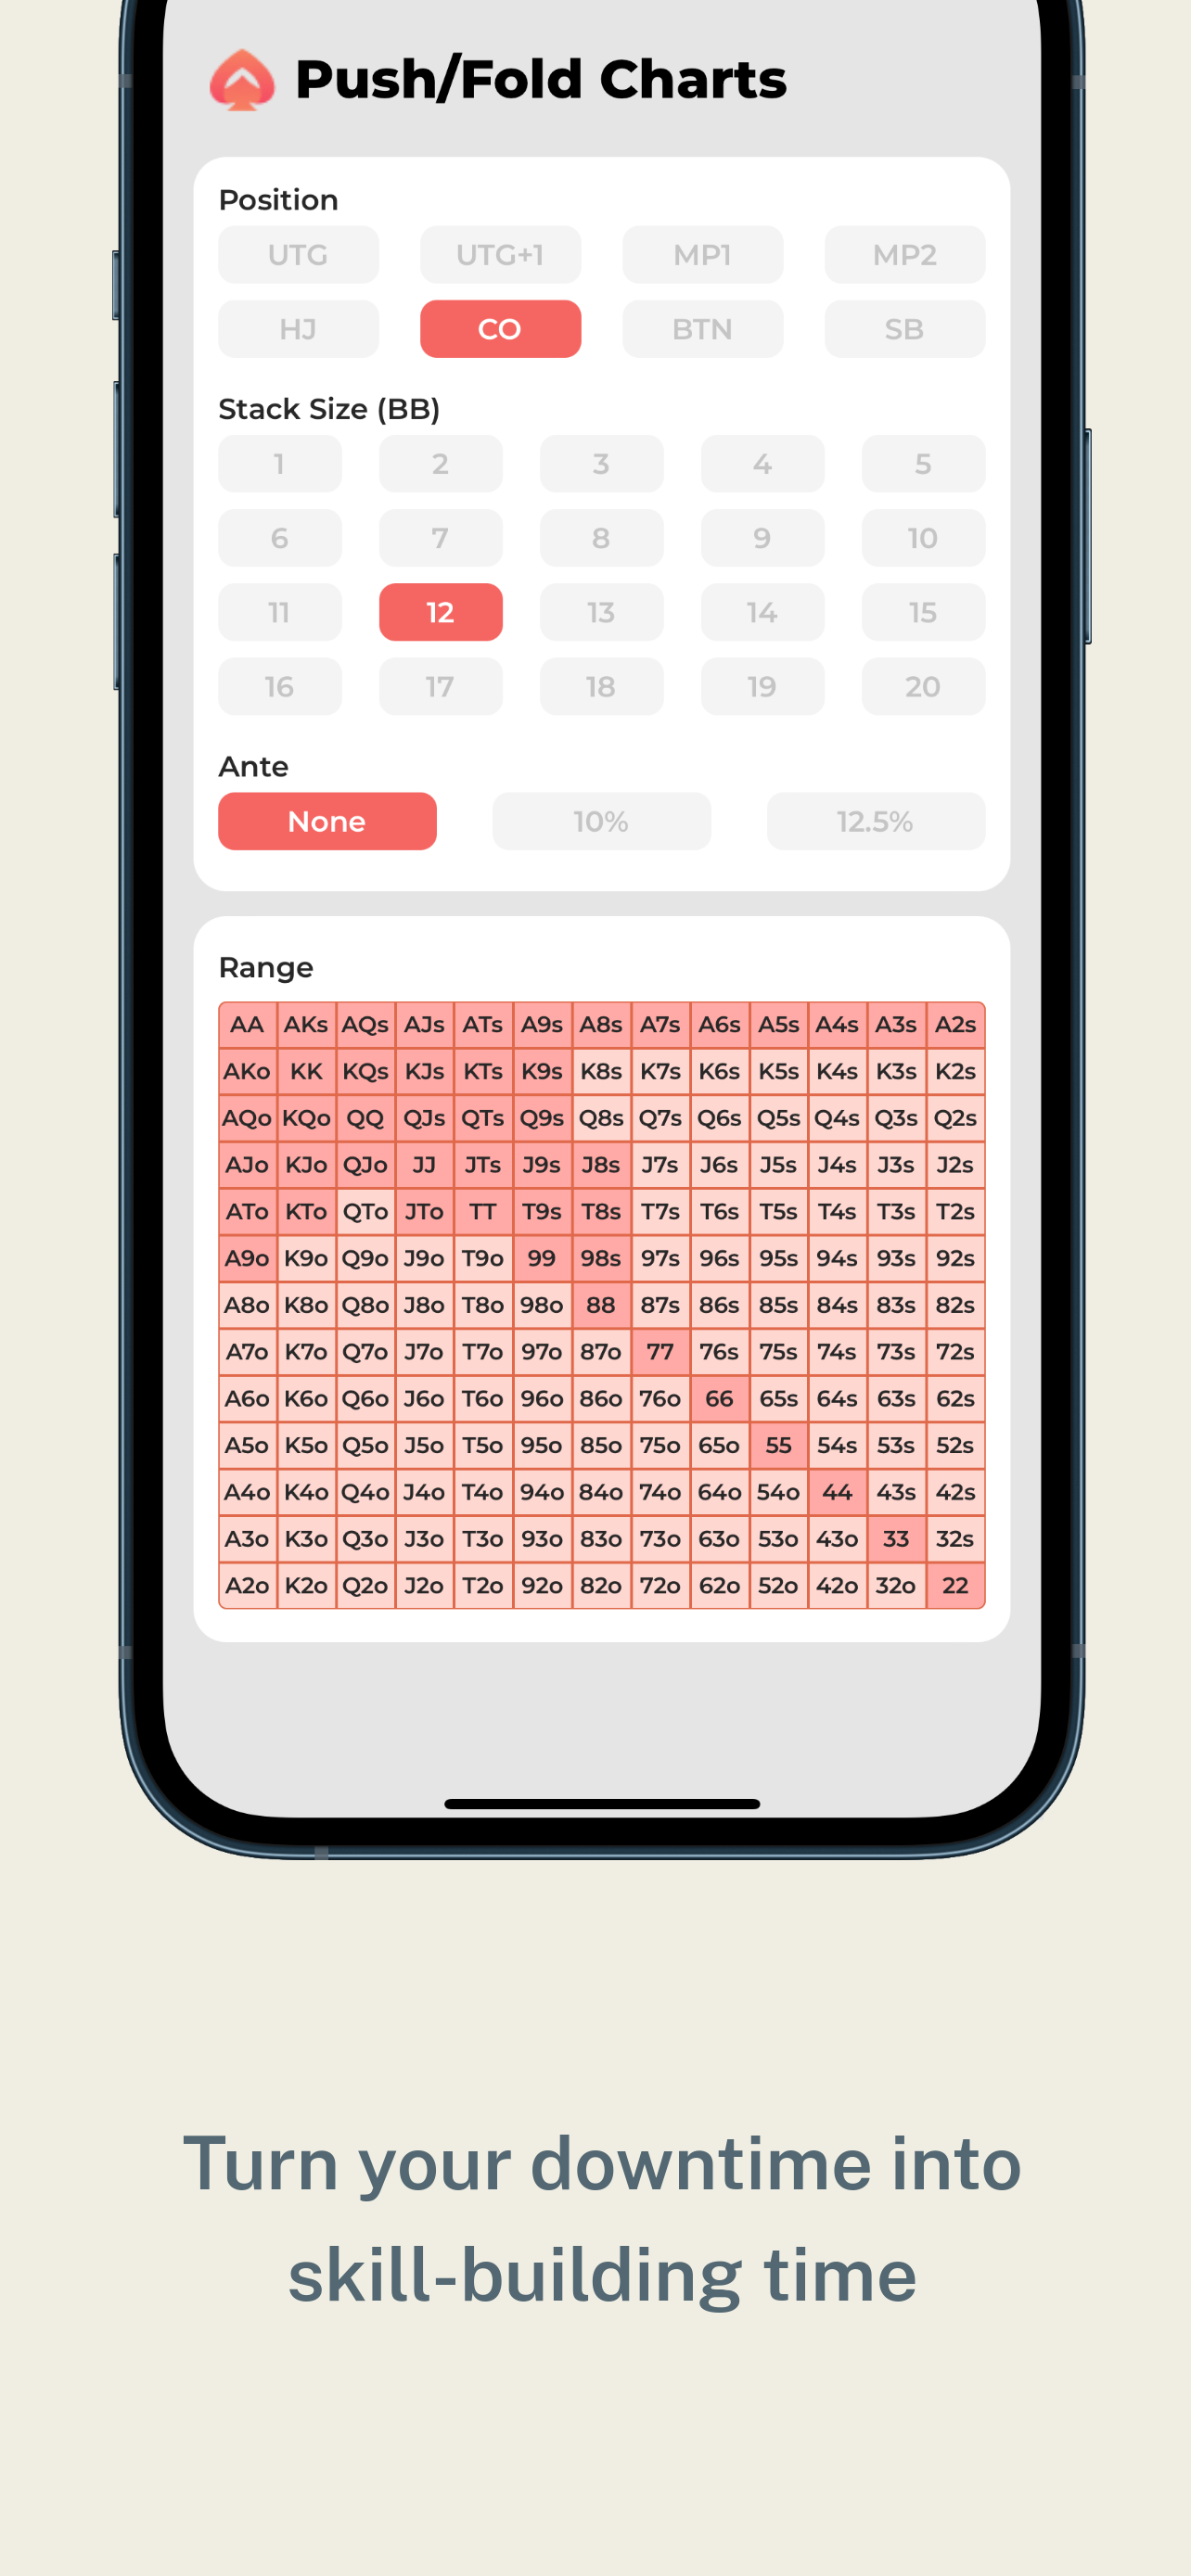 Push/Fold Charts
Position
UTG UTG+1 MP1 MP2
HJ CO BTN SB
Stack Size (BB)
1 2 3 4 5
6 7 8 9 10
11 12 13 14 15
16 17 18 19 20
Ante
None 10% 12.5%
Range
AA AKs AQs AJs ATs A9s A8s A7s A6s A5s A4s A3s A2s
AKo KK KQs KJs KTs K9s K8s K7s K6s K5s K4s K3s K2s
AQo KQo QQ QJs QTs Q9s Q8s Q7s Q6s Q5s Q4s Q3s Q2s
AJo KJo QJo JJ JTs J9s J8s J7s J6s J5s J4s J3s J2s
ATo KTo QTo JTo TT T9s T8s T7s T6s T5s T4s T3s T2s
A9o K9o Q9o J9o T9o 99 98s 97s 96s 95s 94s 93s 92s
A8o K8o Q8o J8o T8o 98o 88 87s 86s 85s 84s 83s 82s
A7o K7o Q7o J7o T7o 97o 87o 77 76s 75s 74s 73s 72s
A6o K6o Q6o J6o T6o 96o 86o 76o 66 65s 64s 63s 62s
A5o K5o Q5o J5o T5o 95o 85o 75o 65o 55 54s 53s 52s
A4o K4o Q4o J4o T4o 94o 84o 74o 64o 54o 44 43s 42s
A3o K3o Q3o J3o T3o 93o 83o 73o 63o 53o 43o 33 32s
A2o K2o Q2o J2o T2o 92o 82o 72o 62o 52o 42o 32o 22
Turn your downtime into
skill-building time